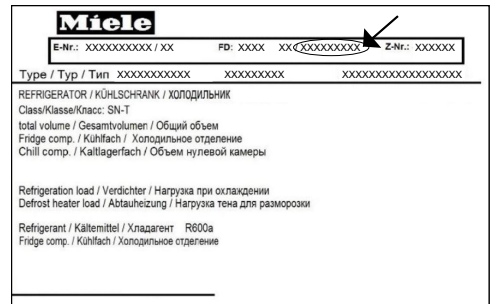 Miele
E-Nr.: XXXXXXXXXX / XX FD: XXXX XX XXXXXXXXX Z-Nr.: XXXXXX
Type / Typ / Тип XXXXXXXXXXX XXXXXXXXX XXXXXXXXXXXXXXXXXX
REFRIGERATOR / KÜHLSCHRANK / ХОЛОДИЛЬНИК
Class/Klasse/Класс: SN-T
total volume / Gesamtvolumen / Общий объем
Fridge comp. / Kühlfach / Холодильное отделение
Chill comp. / Kaltlagerfach / Объем нулевой камеры
Refrigeration load / Verdichter / Нагрузка при охлаждении
Defrost heater load / Abtauheizung / Нагрузка тена для разморозки
Refrigerant / Kältemittel / Хладагент R600a
Fridge comp. / Kühlfach / Холодильное отделение